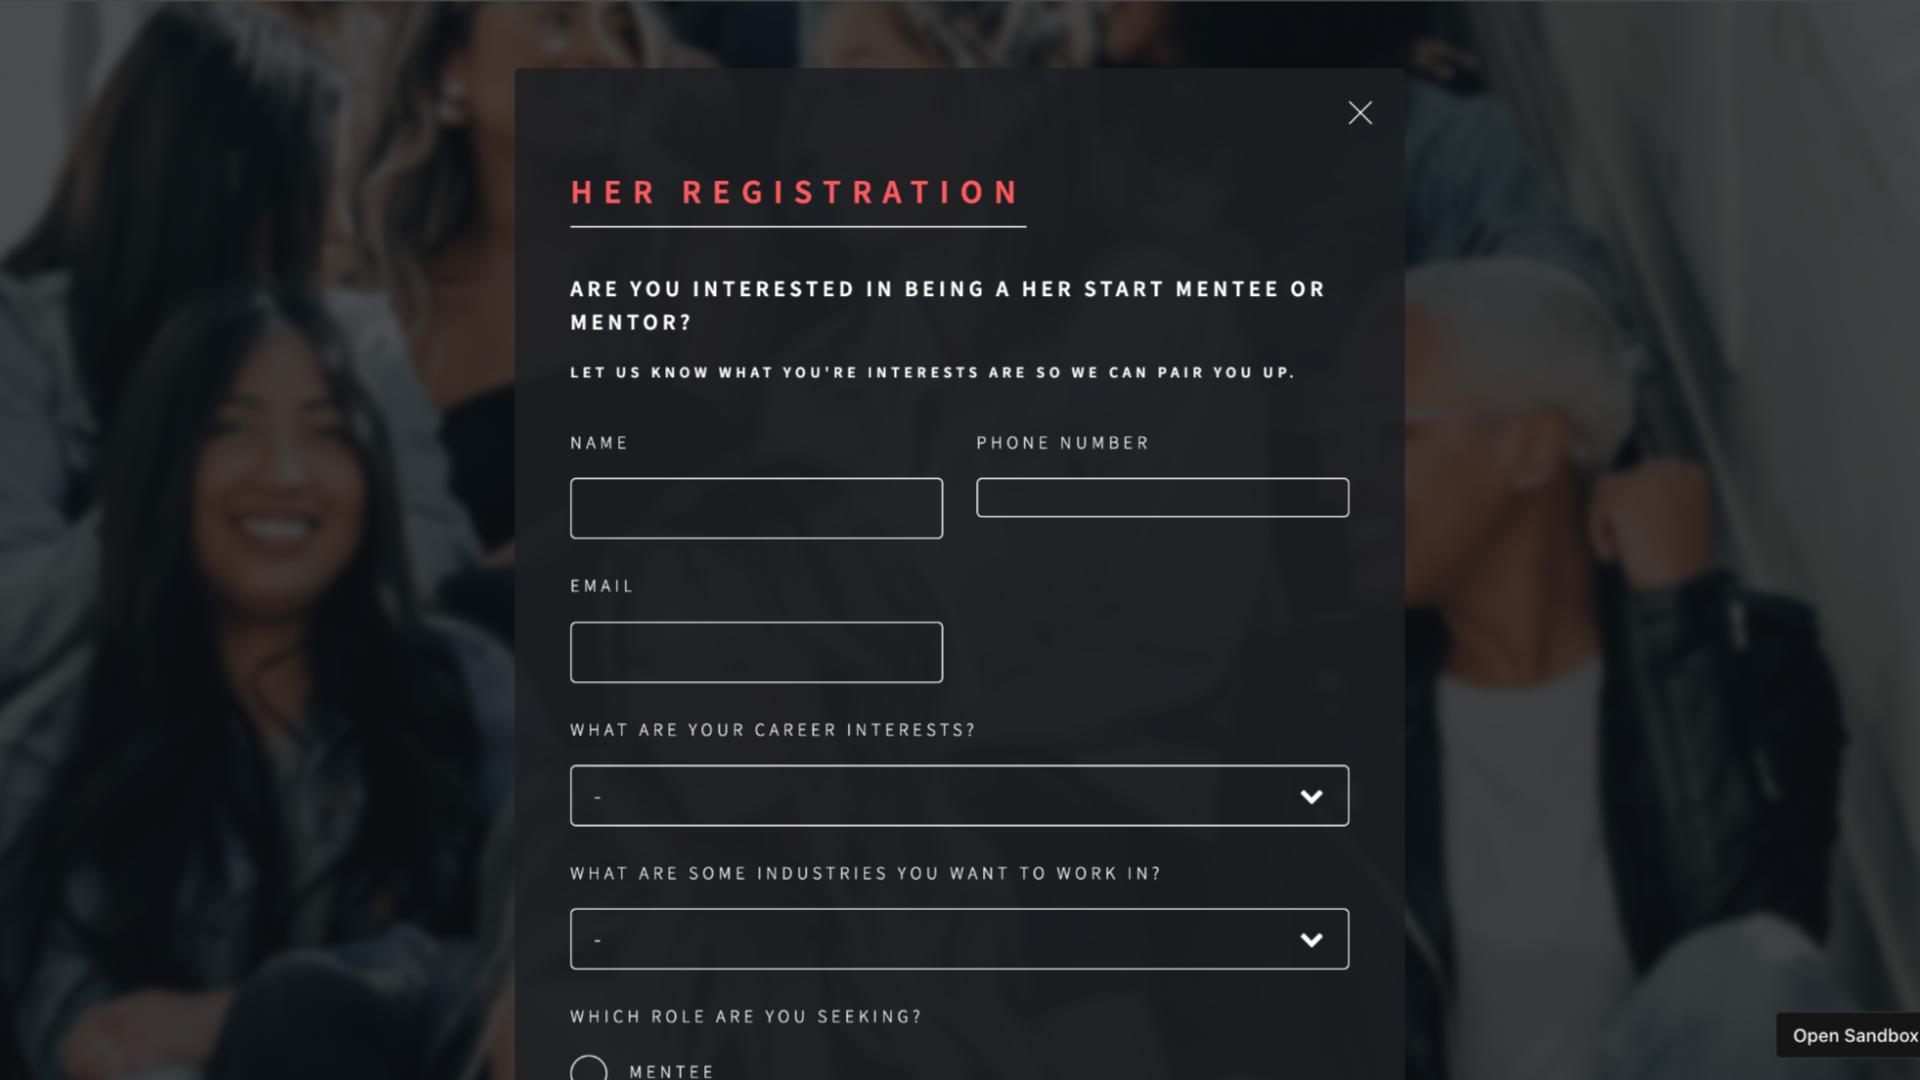 HER REGISTRATION
ARE YOU INTERESTED IN BEING A HER START MENTEE OR
MENTOR?
LET US KNOW WHAT YOU'RE INTERESTS ARE SO WE CAN PAIR YOU UP.
NAME
PHONE NUMBER
EMAIL
WHAT ARE YOUR CAREER INTERESTS?
-
WHAT ARE SOME INDUSTRIES YOU WANT TO WORK IN?
-
WHICH ROLE ARE YOU SEEKING?
MENTEE
Open Sandbox